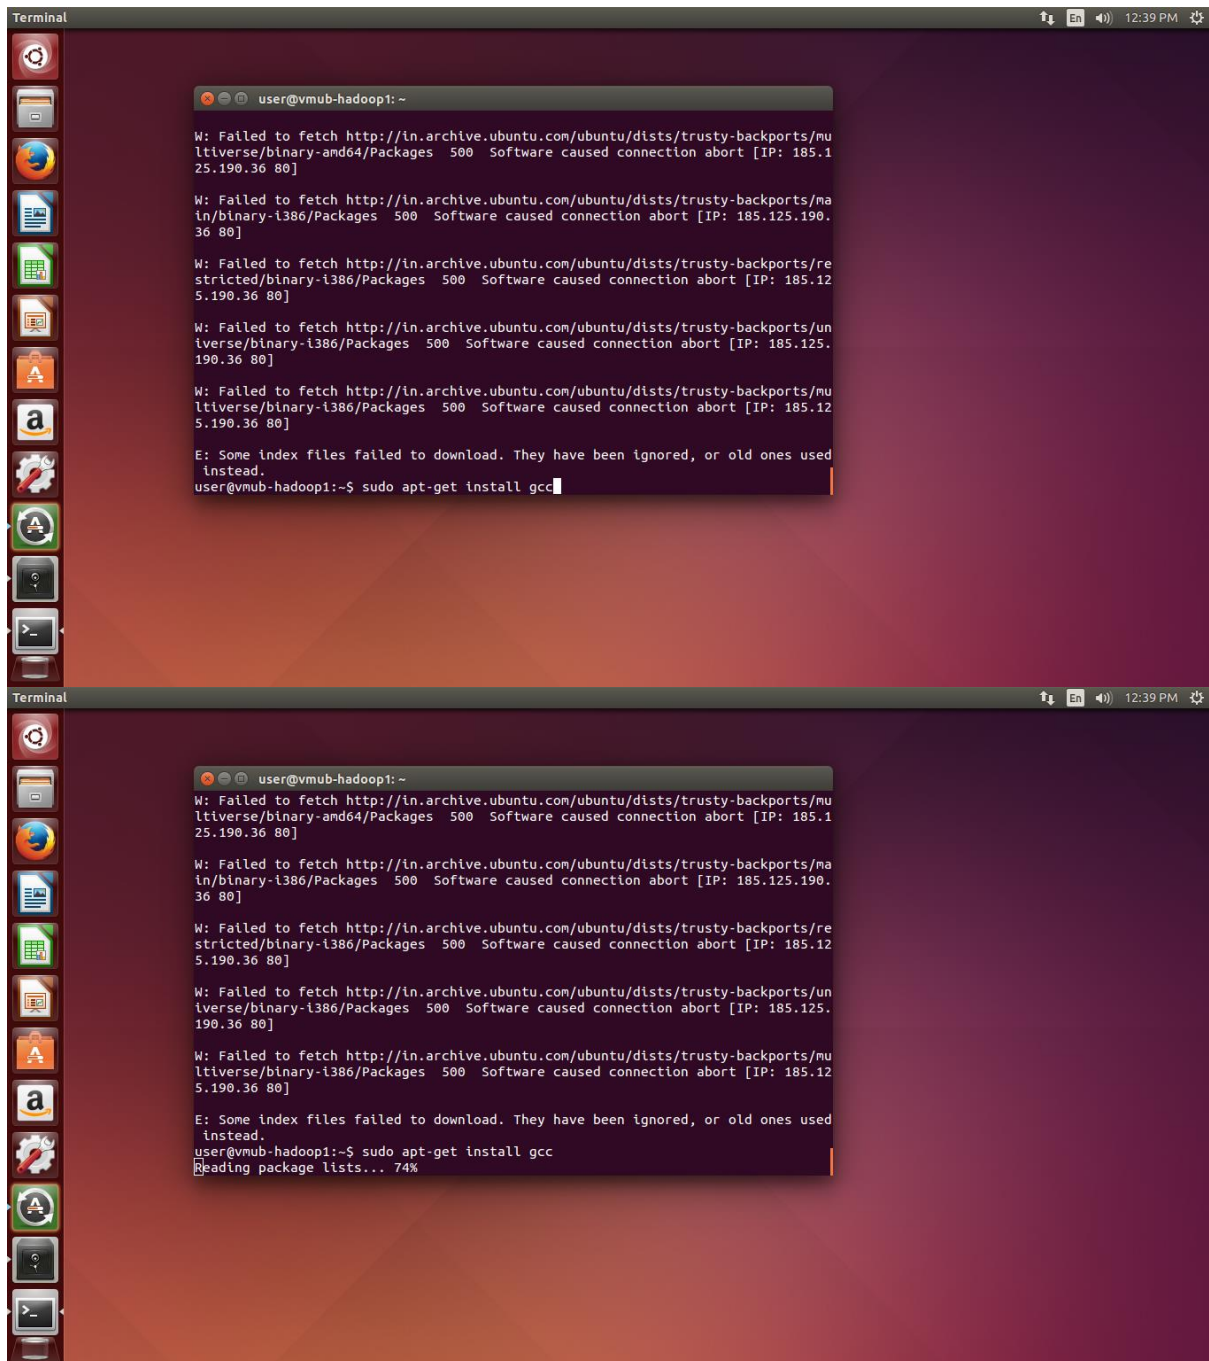 Terminal
En
12:39 PM
user@vmub-hadoop1: ~
W: Failed to fetch http://in.archive.ubuntu.com/ubuntu/dists/trusty-backports/mu
ltiverse/binary-amd64/Packages  500  Software caused connection abort [IP: 185.1
25.190.36 80]
W: Failed to fetch http://in.archive.ubuntu.com/ubuntu/dists/trusty-backports/ma
in/binary-i386/Packages  500  Software caused connection abort [IP: 185.125.190.
36 80]
W: Failed to fetch http://in.archive.ubuntu.com/ubuntu/dists/trusty-backports/re
stricted/binary-i386/Packages  500  Software caused connection abort [IP: 185.12
5.190.36 80]
W: Failed to fetch http://in.archive.ubuntu.com/ubuntu/dists/trusty-backports/un
iverse/binary-i386/Packages  500  Software caused connection abort [IP: 185.125.
190.36 80]
W: Failed to fetch http://in.archive.ubuntu.com/ubuntu/dists/trusty-backports/mu
ltiverse/binary-i386/Packages  500  Software caused connection abort [IP: 185.12
5.190.36 80]
E: Some index files failed to download. They have been ignored, or old ones used
 instead.
user@vmub-hadoop1:~$ sudo apt-get install gcc
a
>_
Terminal
En
12:39 PM
user@vmub-hadoop1: ~
W: Failed to fetch http://in.archive.ubuntu.com/ubuntu/dists/trusty-backports/mu
ltiverse/binary-amd64/Packages  500  Software caused connection abort [IP: 185.1
25.190.36 80]
W: Failed to fetch http://in.archive.ubuntu.com/ubuntu/dists/trusty-backports/ma
in/binary-i386/Packages  500  Software caused connection abort [IP: 185.125.190.
36 80]
W: Failed to fetch http://in.archive.ubuntu.com/ubuntu/dists/trusty-backports/re
stricted/binary-i386/Packages  500  Software caused connection abort [IP: 185.12
5.190.36 80]
W: Failed to fetch http://in.archive.ubuntu.com/ubuntu/dists/trusty-backports/un
iverse/binary-i386/Packages  500  Software caused connection abort [IP: 185.125.
190.36 80]
W: Failed to fetch http://in.archive.ubuntu.com/ubuntu/dists/trusty-backports/mu
ltiverse/binary-i386/Packages  500  Software caused connection abort [IP: 185.12
5.190.36 80]
E: Some index files failed to download. They have been ignored, or old ones used
 instead.
user@vmub-hadoop1:~$ sudo apt-get install gcc
Reading package lists... 74%
a
>_